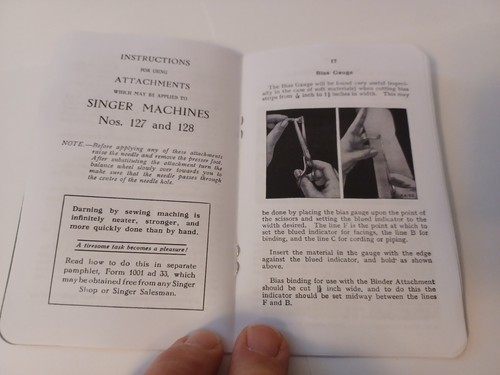 INSTRUCTIONS
FOR USING
ATTACHMENTS
WHICH MAY BE APPLIED TO
SINGER MACHINES
Nos. 127 and 128
NOTE.—Before applying any of these attachments
raise the needle and remove the presser foot.
After substituting the attachment turn the
balance wheel slowly over towards you to
make sure that the needle passes through
the centre of the needle hole.
Darning by sewing machine is
infinitely neater, stronger, and
more quickly done than by hand.
A tiresome task becomes a pleasure!
Read how to do this in separate
pamphlet, Form 1001 ad 33, which
may be obtained free from any Singer
Shop or Singer Salesman.
17
Bias Gauge
The Bias Gauge will be found very useful (especi-
ally in the case of soft materials) when cutting bias
strips from inch to inches in width. This may
be done by placing the bias gauge upon the point of
the scissors and setting the blued indicator to the
width desired. The line F is the point at which to
set the blued indicator for facings, the line B for
binding, and the line C for cording or piping.
Insert the material in the gauge with the edge
against the blued indicator, and hold as shown
above.
Bias binding for use with the Binder Attachment
should be cut inch wide, and to do this the
indicator should be set midway between the lines
F and B.